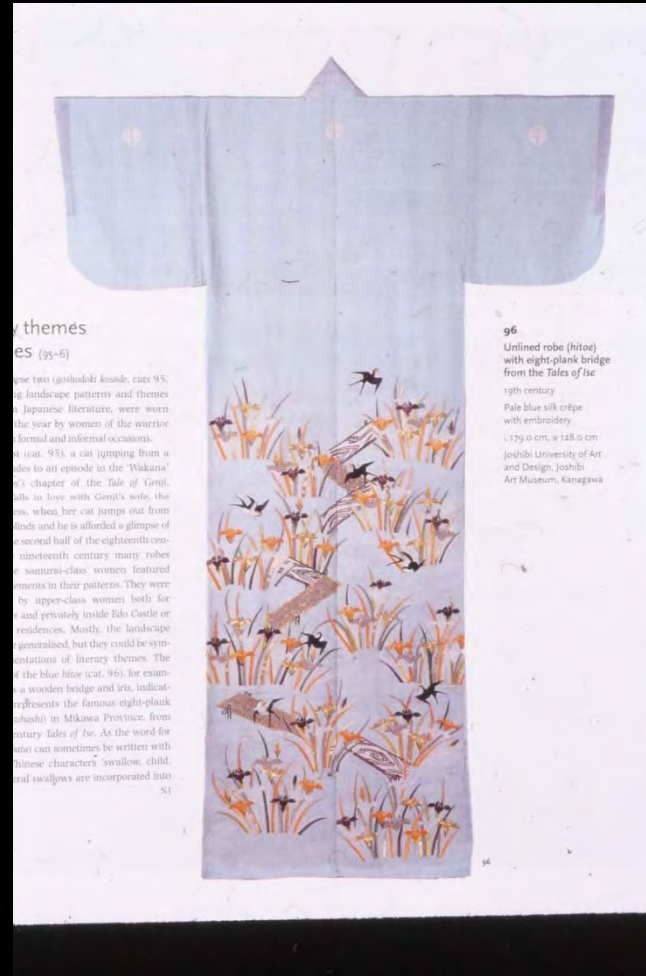 y themes
es (95–6)
ese two (goshodoki kosode, cats 95,
ng landscape patterns and themes
n Japanese literature, were worn
the year by women of the warrior
formal and informal occasions.
st (cat. 95), a cat jumping from a
udes to an episode in the 'Wakana'
s') chapter of the Tale of Genji,
alls in love with Genji's wife, the
ess, when her cat jumps out from
blinds and he is afforded a glimpse of
e second half of the eighteenth cen-
nineteenth century many robes
r samurai-class women featured
ements in their patterns. They were
by upper-class women both for
s and privately inside Edo Castle or
residences. Mostly, the landscape
generalised, but they could be sym-
entations of literary themes. The
f the blue hitoe (cat. 96), for exam-
s a wooden bridge and iris, indicat-
represents the famous eight-plank
uhashi) in Mikawa Province, from
entury Tales of Ise. As the word for
bata) can sometimes be written with
Chinese characters 'swallow, child,
eral swallows are incorporated into
NJ
96
Unlined robe (hitoe)
with eight-plank bridge
from the Tales of Ise
19th century
Pale blue silk crêpe
with embroidery
L 179.0 cm, W 128.0 cm
Joshibi University of Art
and Design, Joshibi
Art Museum, Kanagawa
96